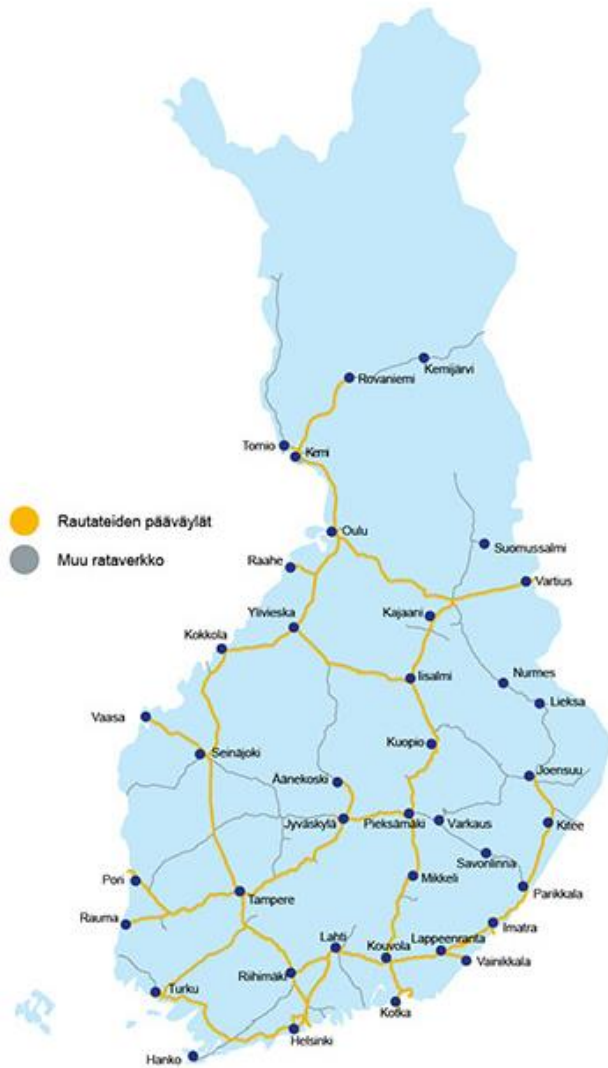 Rovaniemi
Kemijärvi
Tornio
Kemi
Rautateiden pääväylät
Muu rataverkko
Oulu
Suomussalmi
Raahe
Vartius
Ylivieska
Kajaani
Kokkola
Iisalmi
Nurmes
Lieksa
Vaasa
Seinäjoki
Kuopio
Äänekoski
Joensuu
Jyväskylä
Pieksämäki
Varkaus
Kitee
Savonlinna
Pori
Mikkeli
Parikkala
Tampere
Rauma
Imatra
Lahti
Kouvola
Lappeenranta
Vainikkala
Riihimäki
Turku
Kotka
Helsinki
Hanko